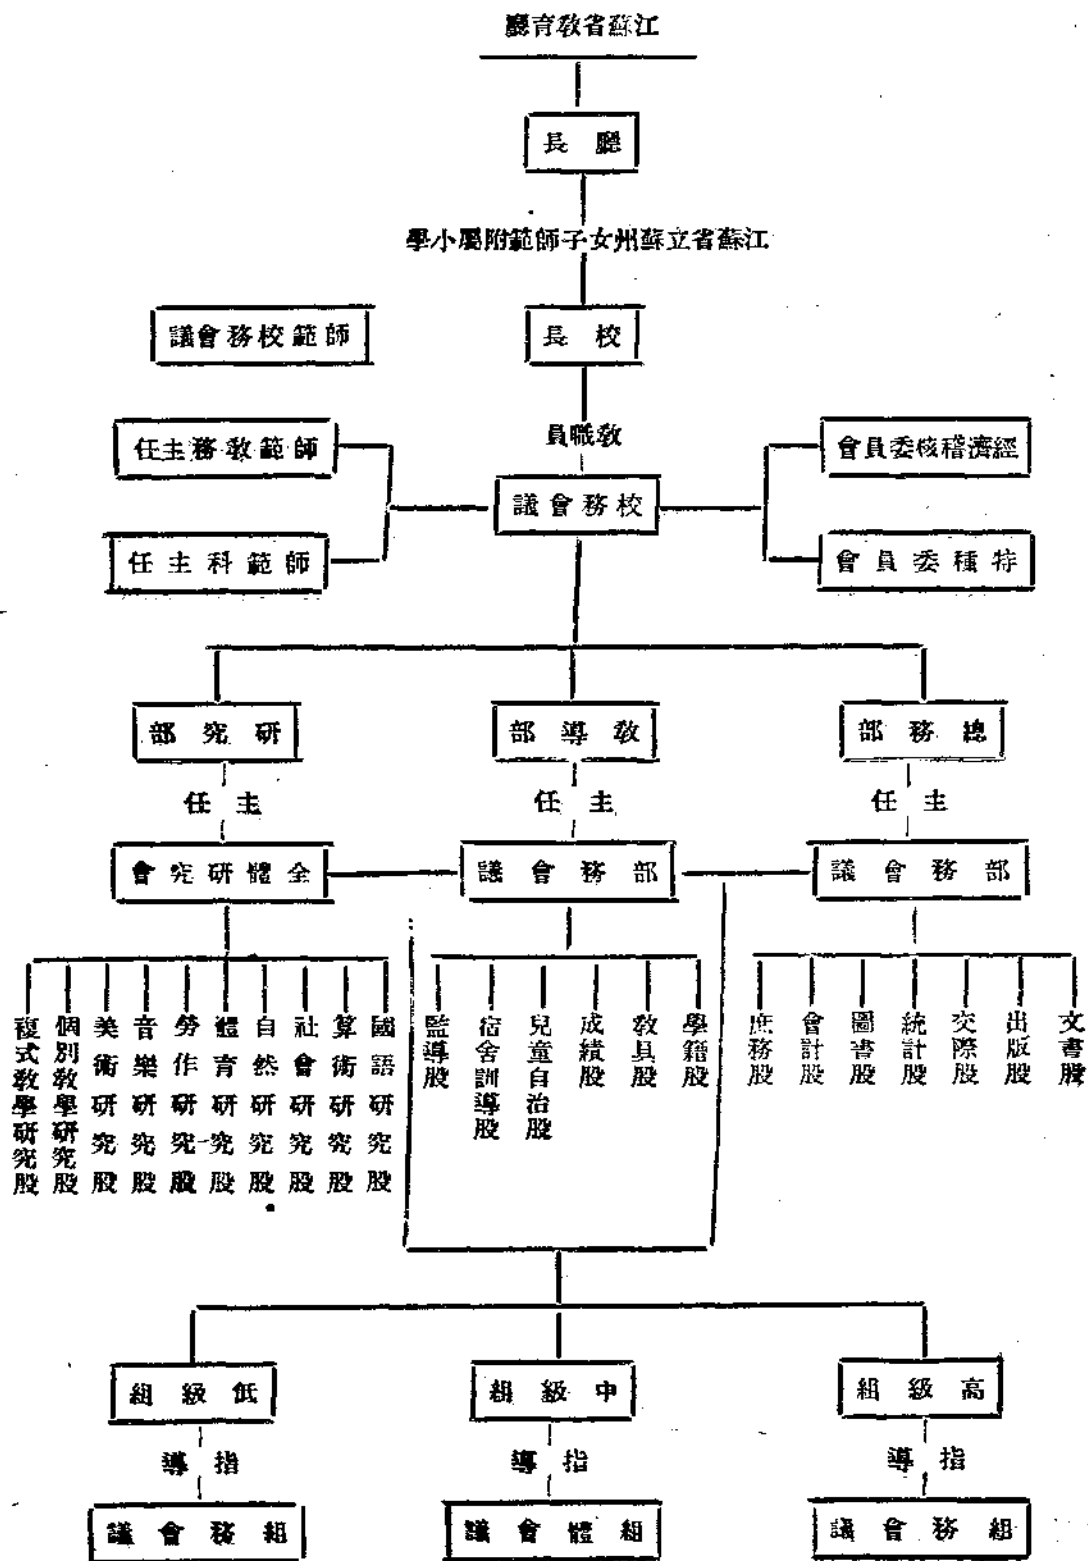 江蘇省教育廳
廳長
江蘇省立蘇州女子師範附屬小學
校長
師範校務會議
教職員
校務會議
經濟稽核委員會
特種委員會
師範教務主任
師範科主任
總務部
教導部
研究部
主任
主任
主任
部務會議
部務會議
全體研究會
文書股
出版股
交際股
統計股
圖書股
會計股
庶務股
學籍股
教具股
成績股
兒童自治股
宿舍訓導股
監導股
國語研究股
算術研究股
社會研究股
自然研究股
體育研究股
勞作研究股
音樂研究股
美術研究股
個別教學研究股
複式教學研究股
高級組
中級組
低級組
指導
指導
指導
組務會議
組體會議
組務會議